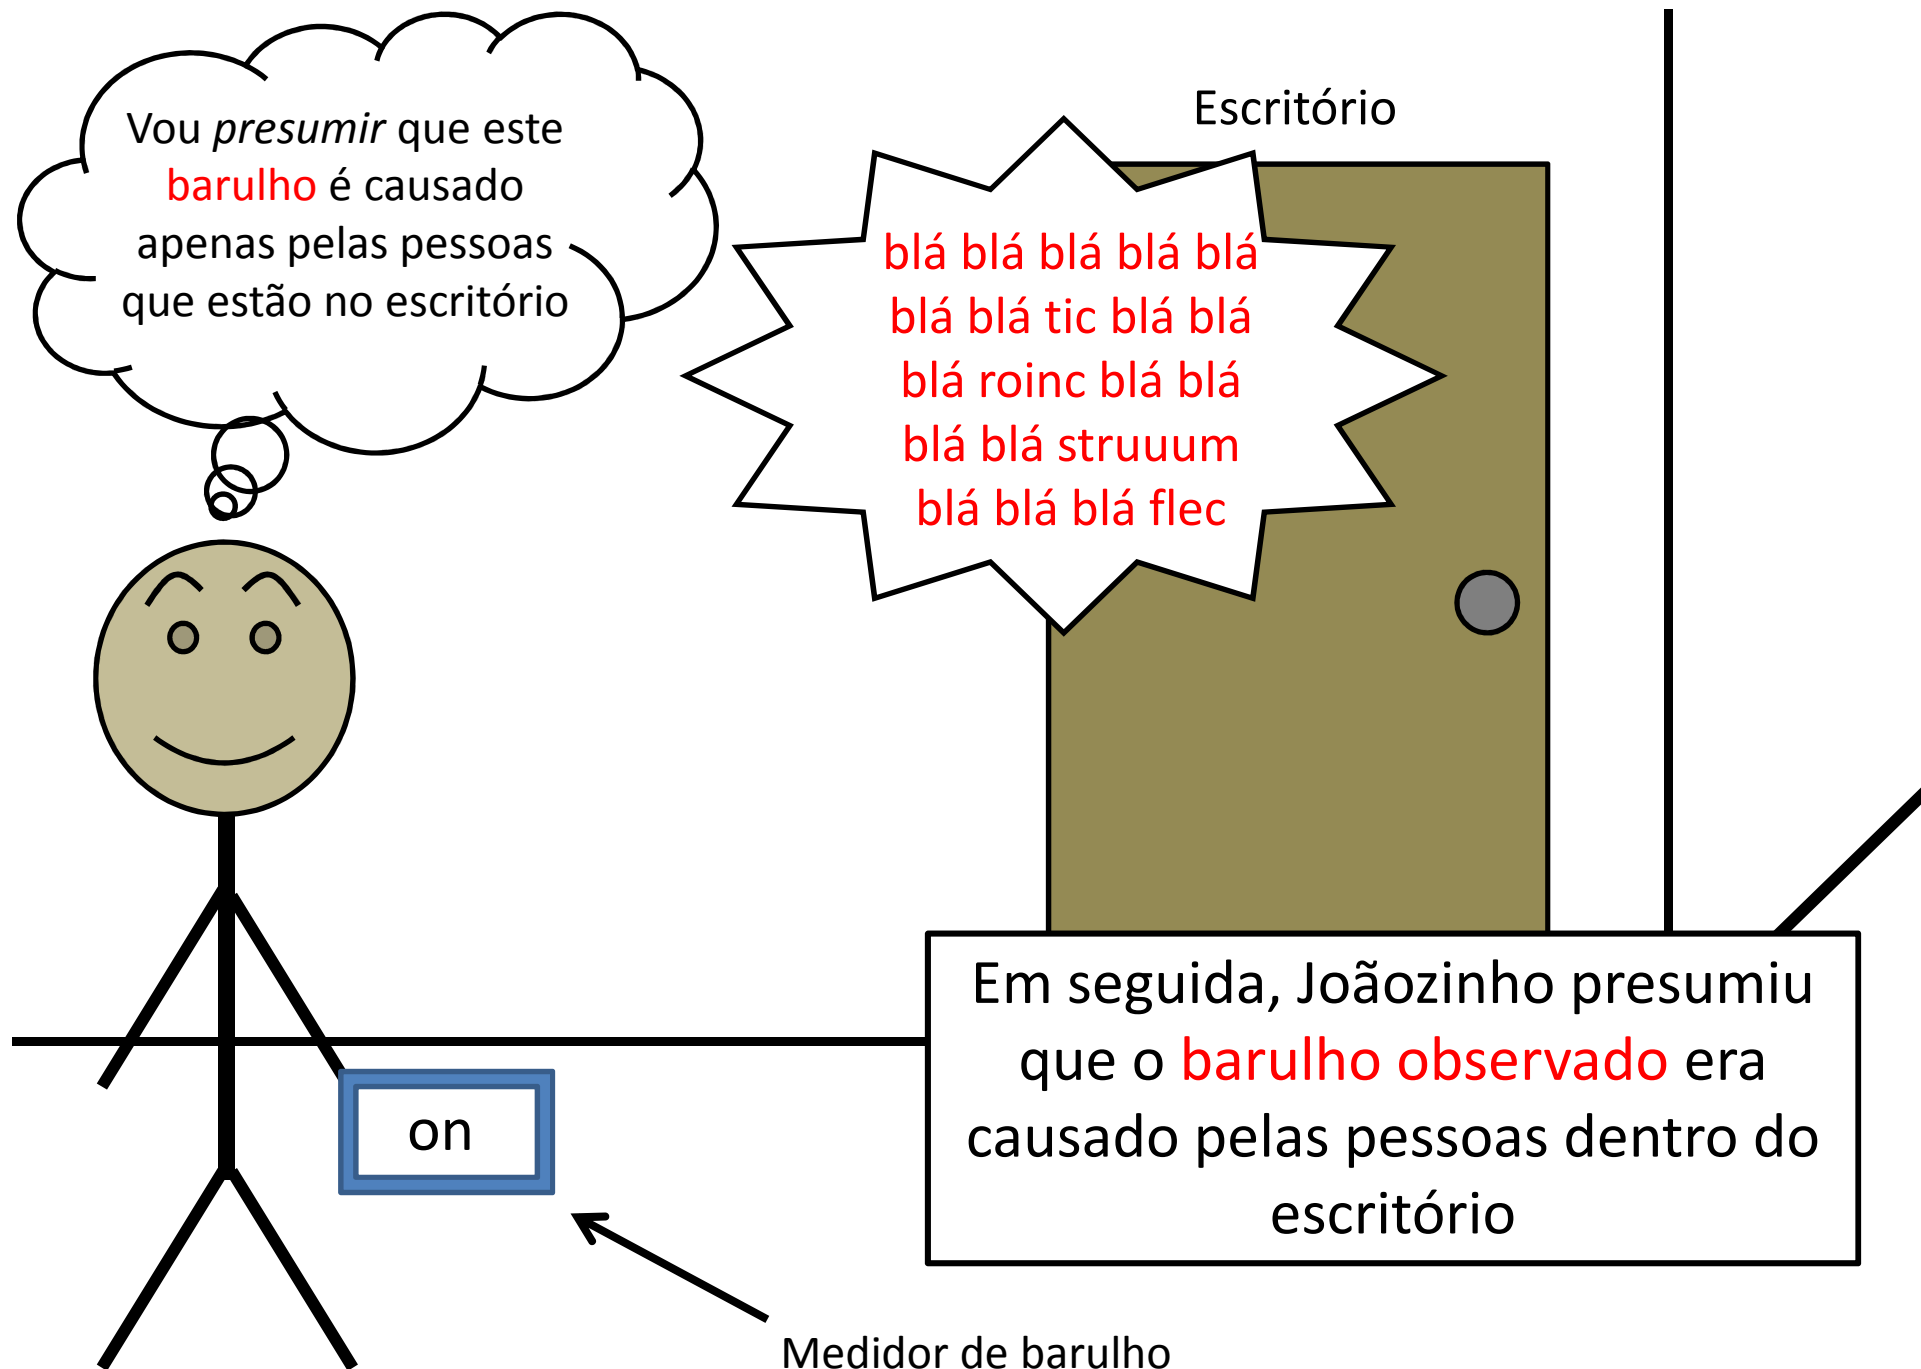 Vou presumir que este
barulho é causado
apenas pelas pessoas
que estão no escritório
Escritório
blá blá blá blá blá
blá blá tic blá blá
blá roinc blá blá
blá blá struuum
blá blá blá flec
on
Em seguida, Joãozinho presumiu
que o barulho observado era
causado pelas pessoas dentro do
escritório
Medidor de barulho